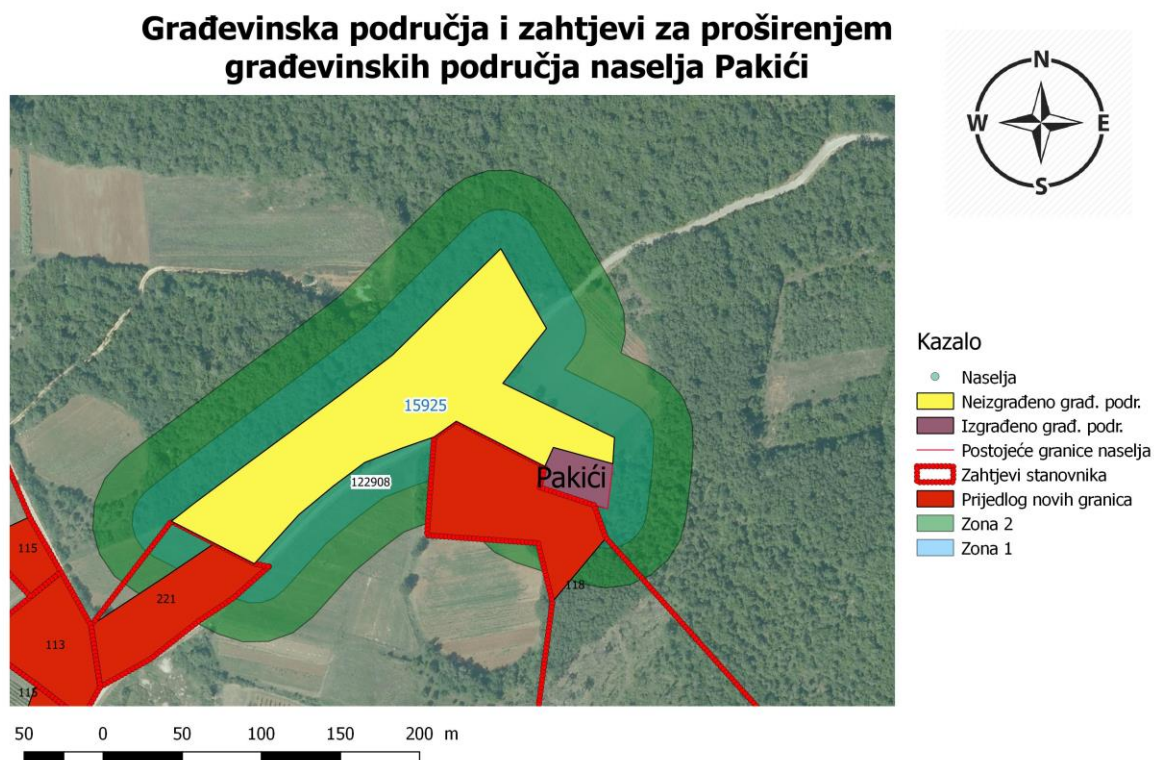 Građevinska područja i zahtjevi za proširenjem
građevinskih područja naselja Pakići
N
W
E
S
15925
Pakići
122908
115
221
118
113
115
Kazalo
Naselja
Neizgrađeno građ. podr.
Izgrađeno građ. podr.
Postojeće granice naselja
Zahtjevi stanovnika
Prijedlog novih granica
Zona 2
Zona 1
50 0 50 100 150 200 m